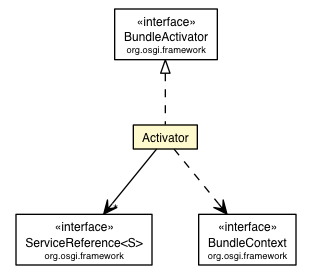 «interface»
BundleActivator
org.osgi.framework
Activator
«interface»
ServiceReference<S>
org.osgi.framework
«interface»
BundleContext
org.osgi.framework